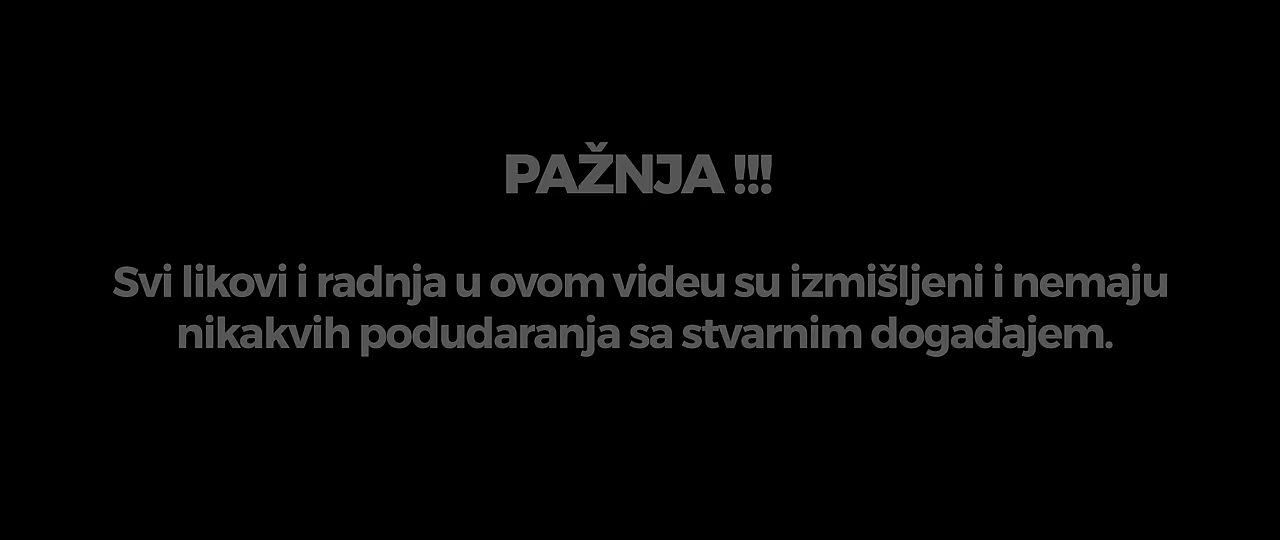 PAŽNJA !!!
Svi likovi i radnja u ovom videu su izmišljeni i nemaju
nikakvih podudaranja sa stvarnim događajem.